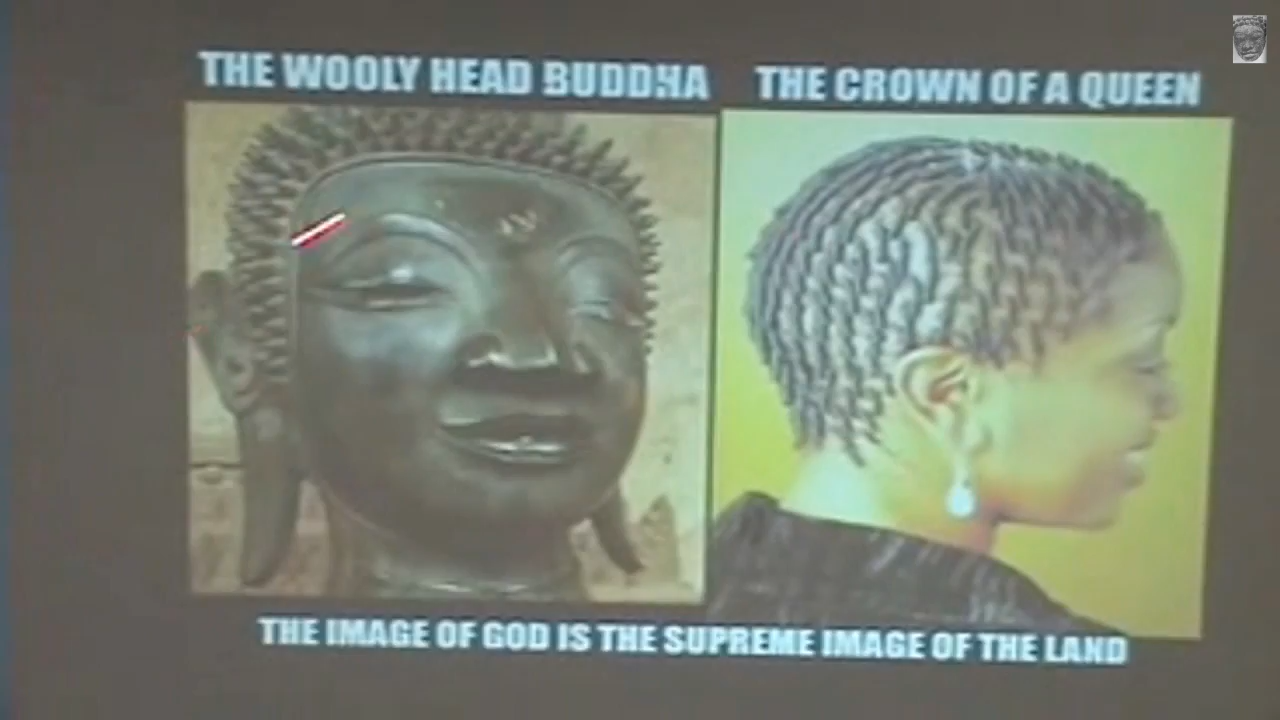 THE WOOLY HEAD BUDDHA
THE CROWN OF A QUEEN
THE IMAGE OF GOD IS THE SUPREME IMAGE OF THE LAND